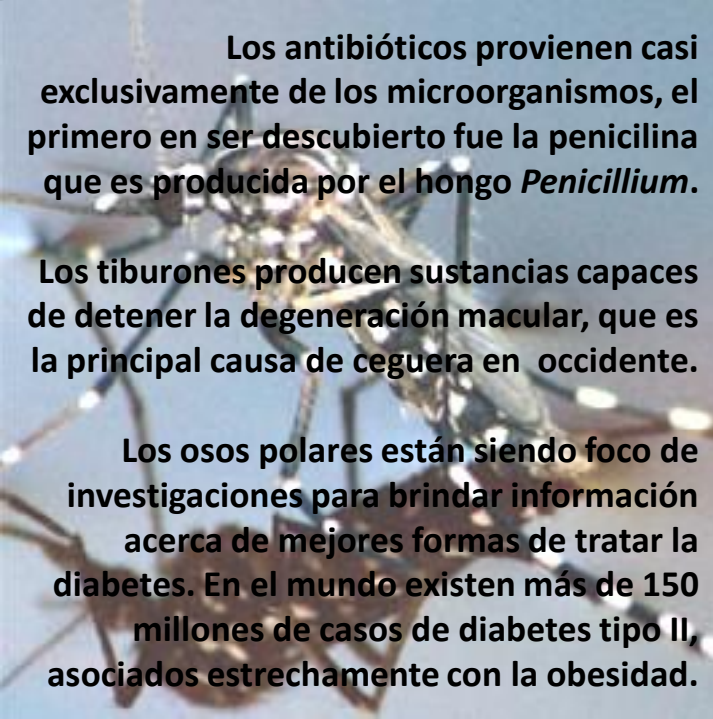 Los antibióticos provienen casi
exclusivamente de los microorganismos, el
primero en ser descubierto fue la penicilina
que es producida por el hongo Penicillium.
Los tiburones producen sustancias capaces
de detener la degeneración macular, que es
la principal causa de ceguera en occidente.
Los osos polares están siendo foco de
investigaciones para brindar información
acerca de mejores formas de tratar la
diabetes. En el mundo existen más de 150
millones de casos de diabetes tipo II,
asociados estrechamente con la obesidad.